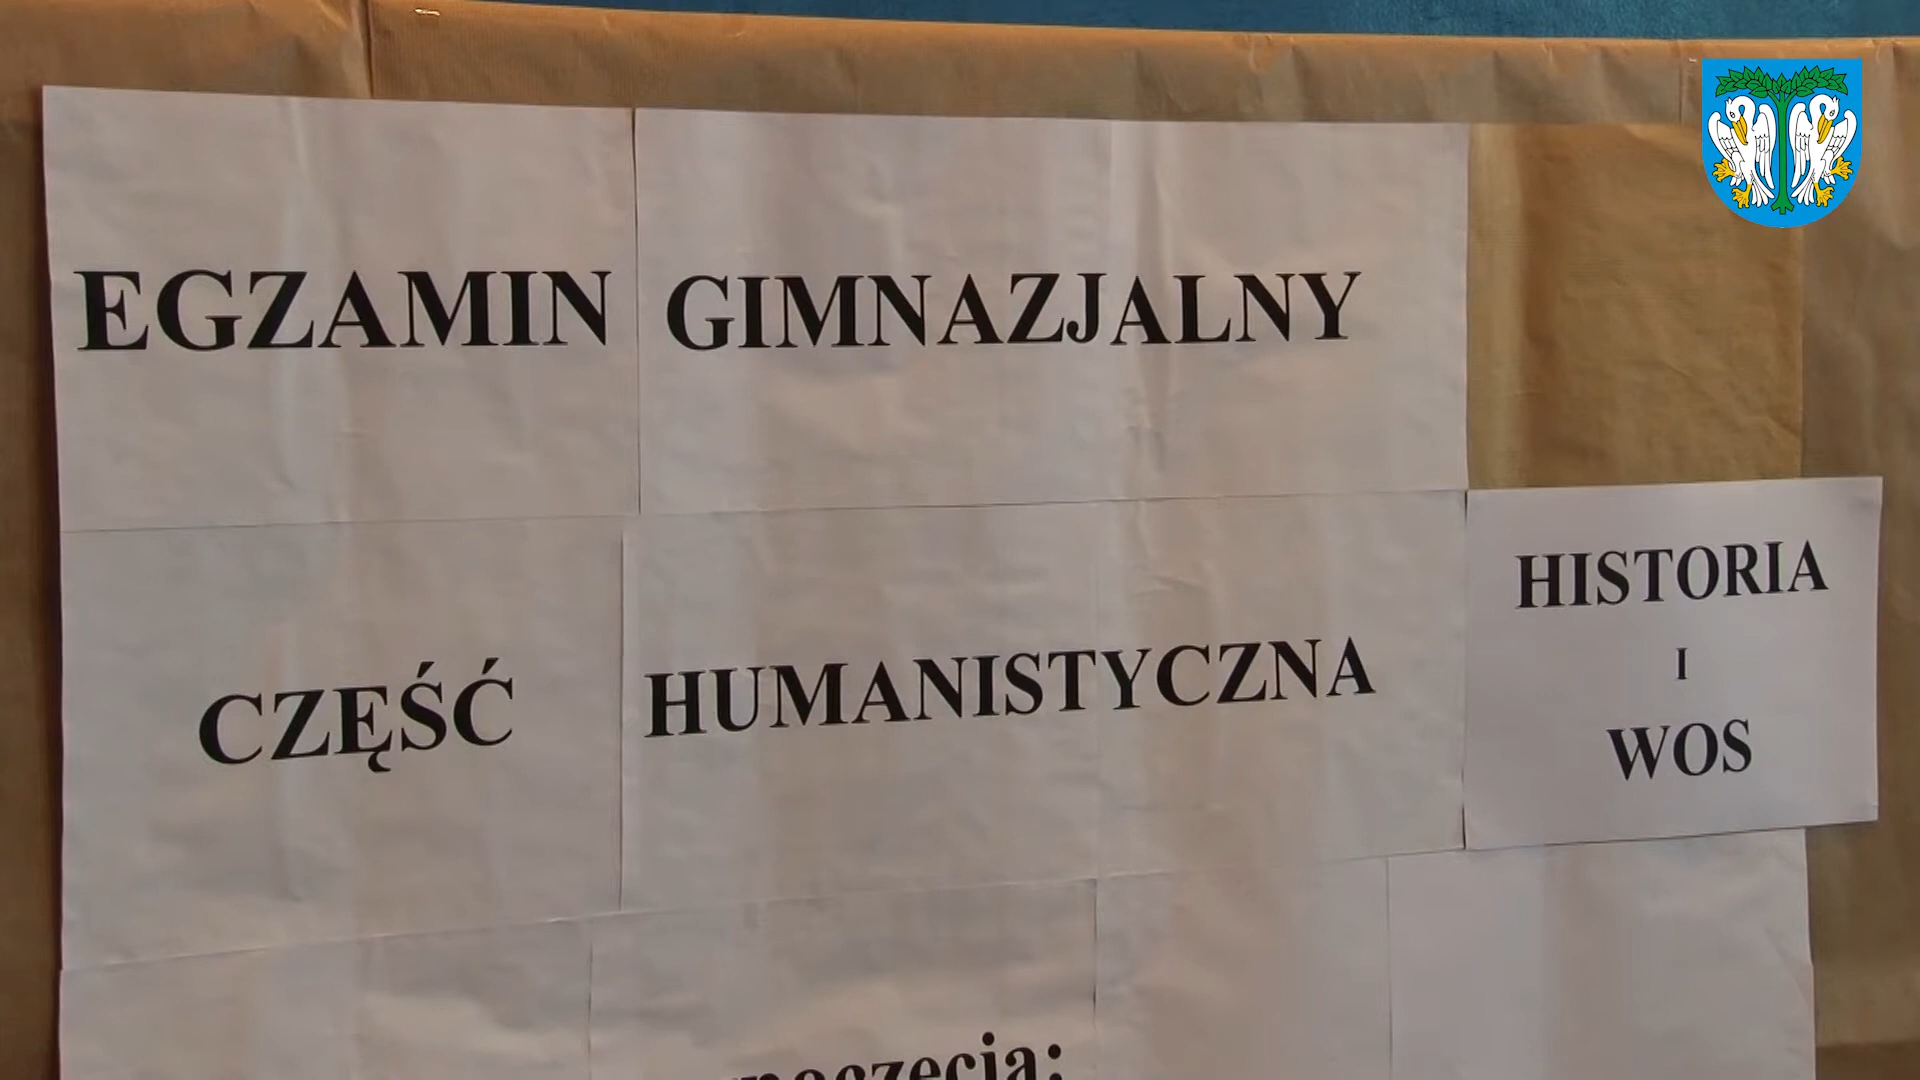 EGZAMIN GIMNAZJALNY
CZĘŚĆ HUMANISTYCZNA
HISTORIA
I
WOS